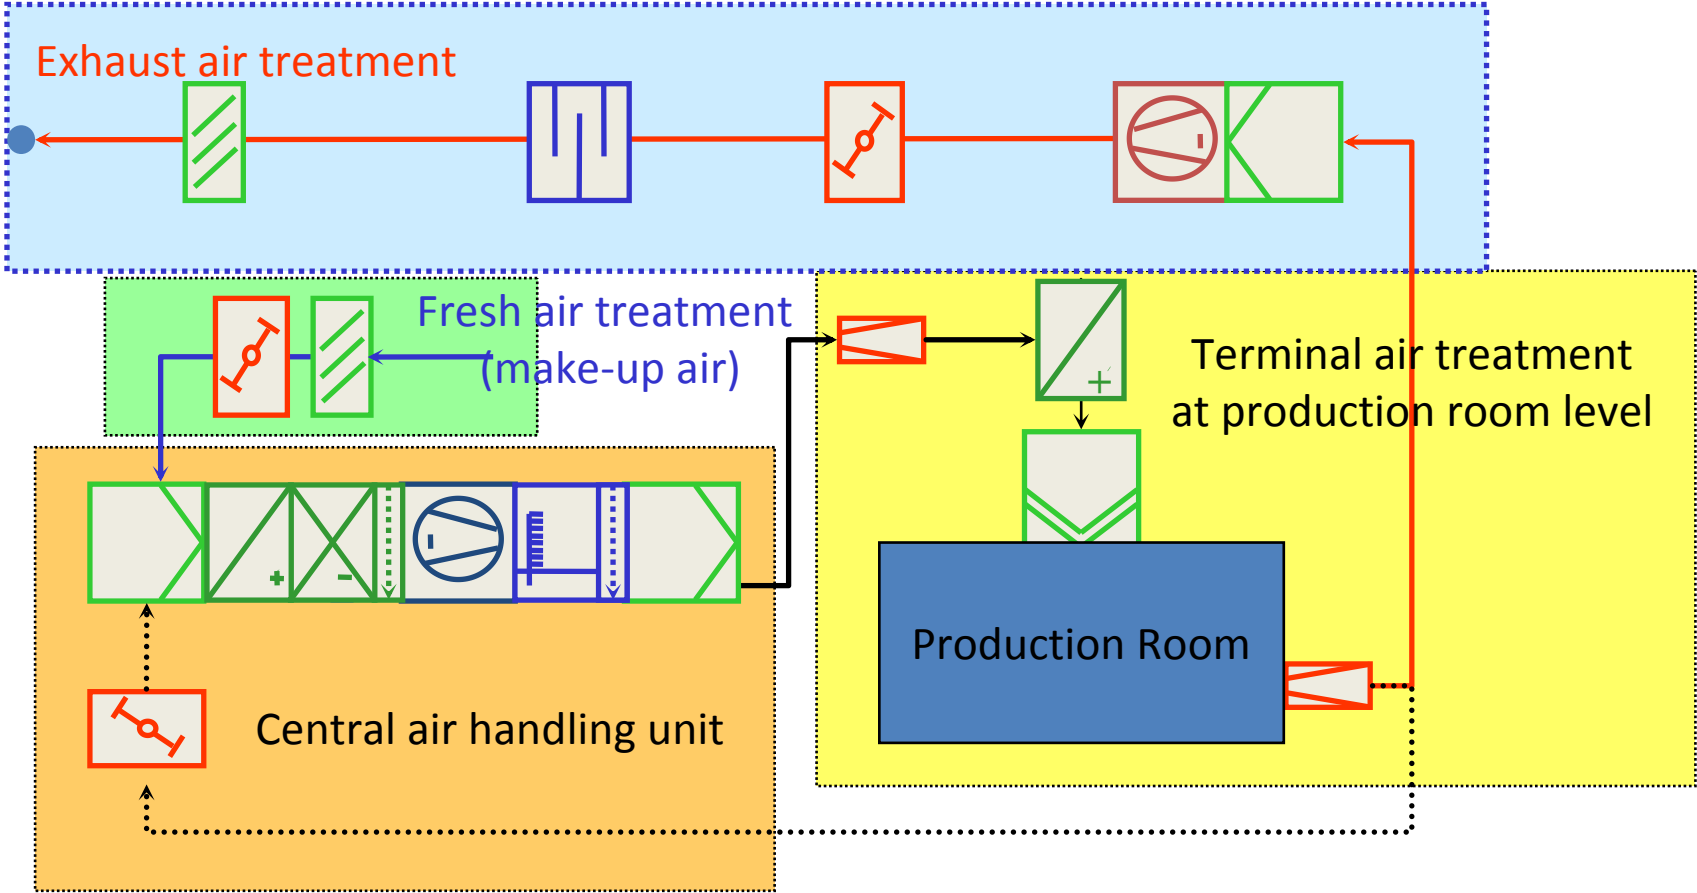 Exhaust air treatment
Fresh air treatment
(make-up air)
Terminal air treatment
at production room level
+
+
-
Production Room
Central air handling unit